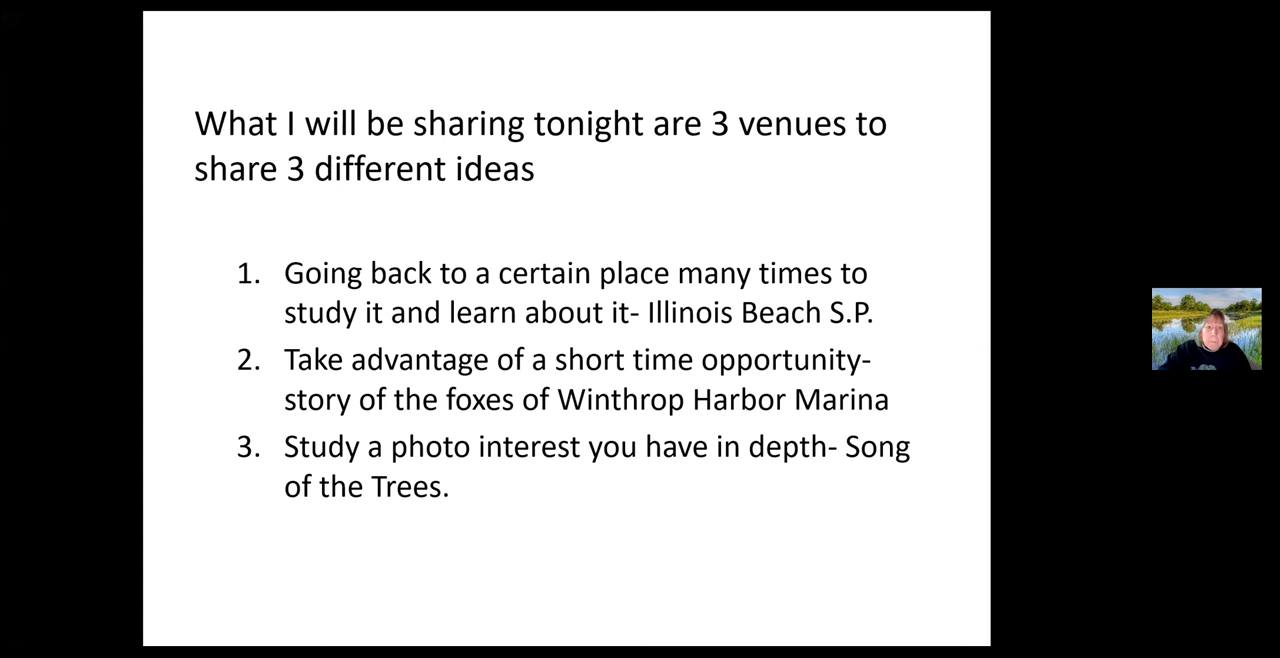 What I will be sharing tonight are 3 venues to
share 3 different ideas
1. Going back to a certain place many times to
study it and learn about it- Illinois Beach S.P.
2. Take advantage of a short time opportunity-
story of the foxes of Winthrop Harbor Marina
3. Study a photo interest you have in depth- Song
of the Trees.